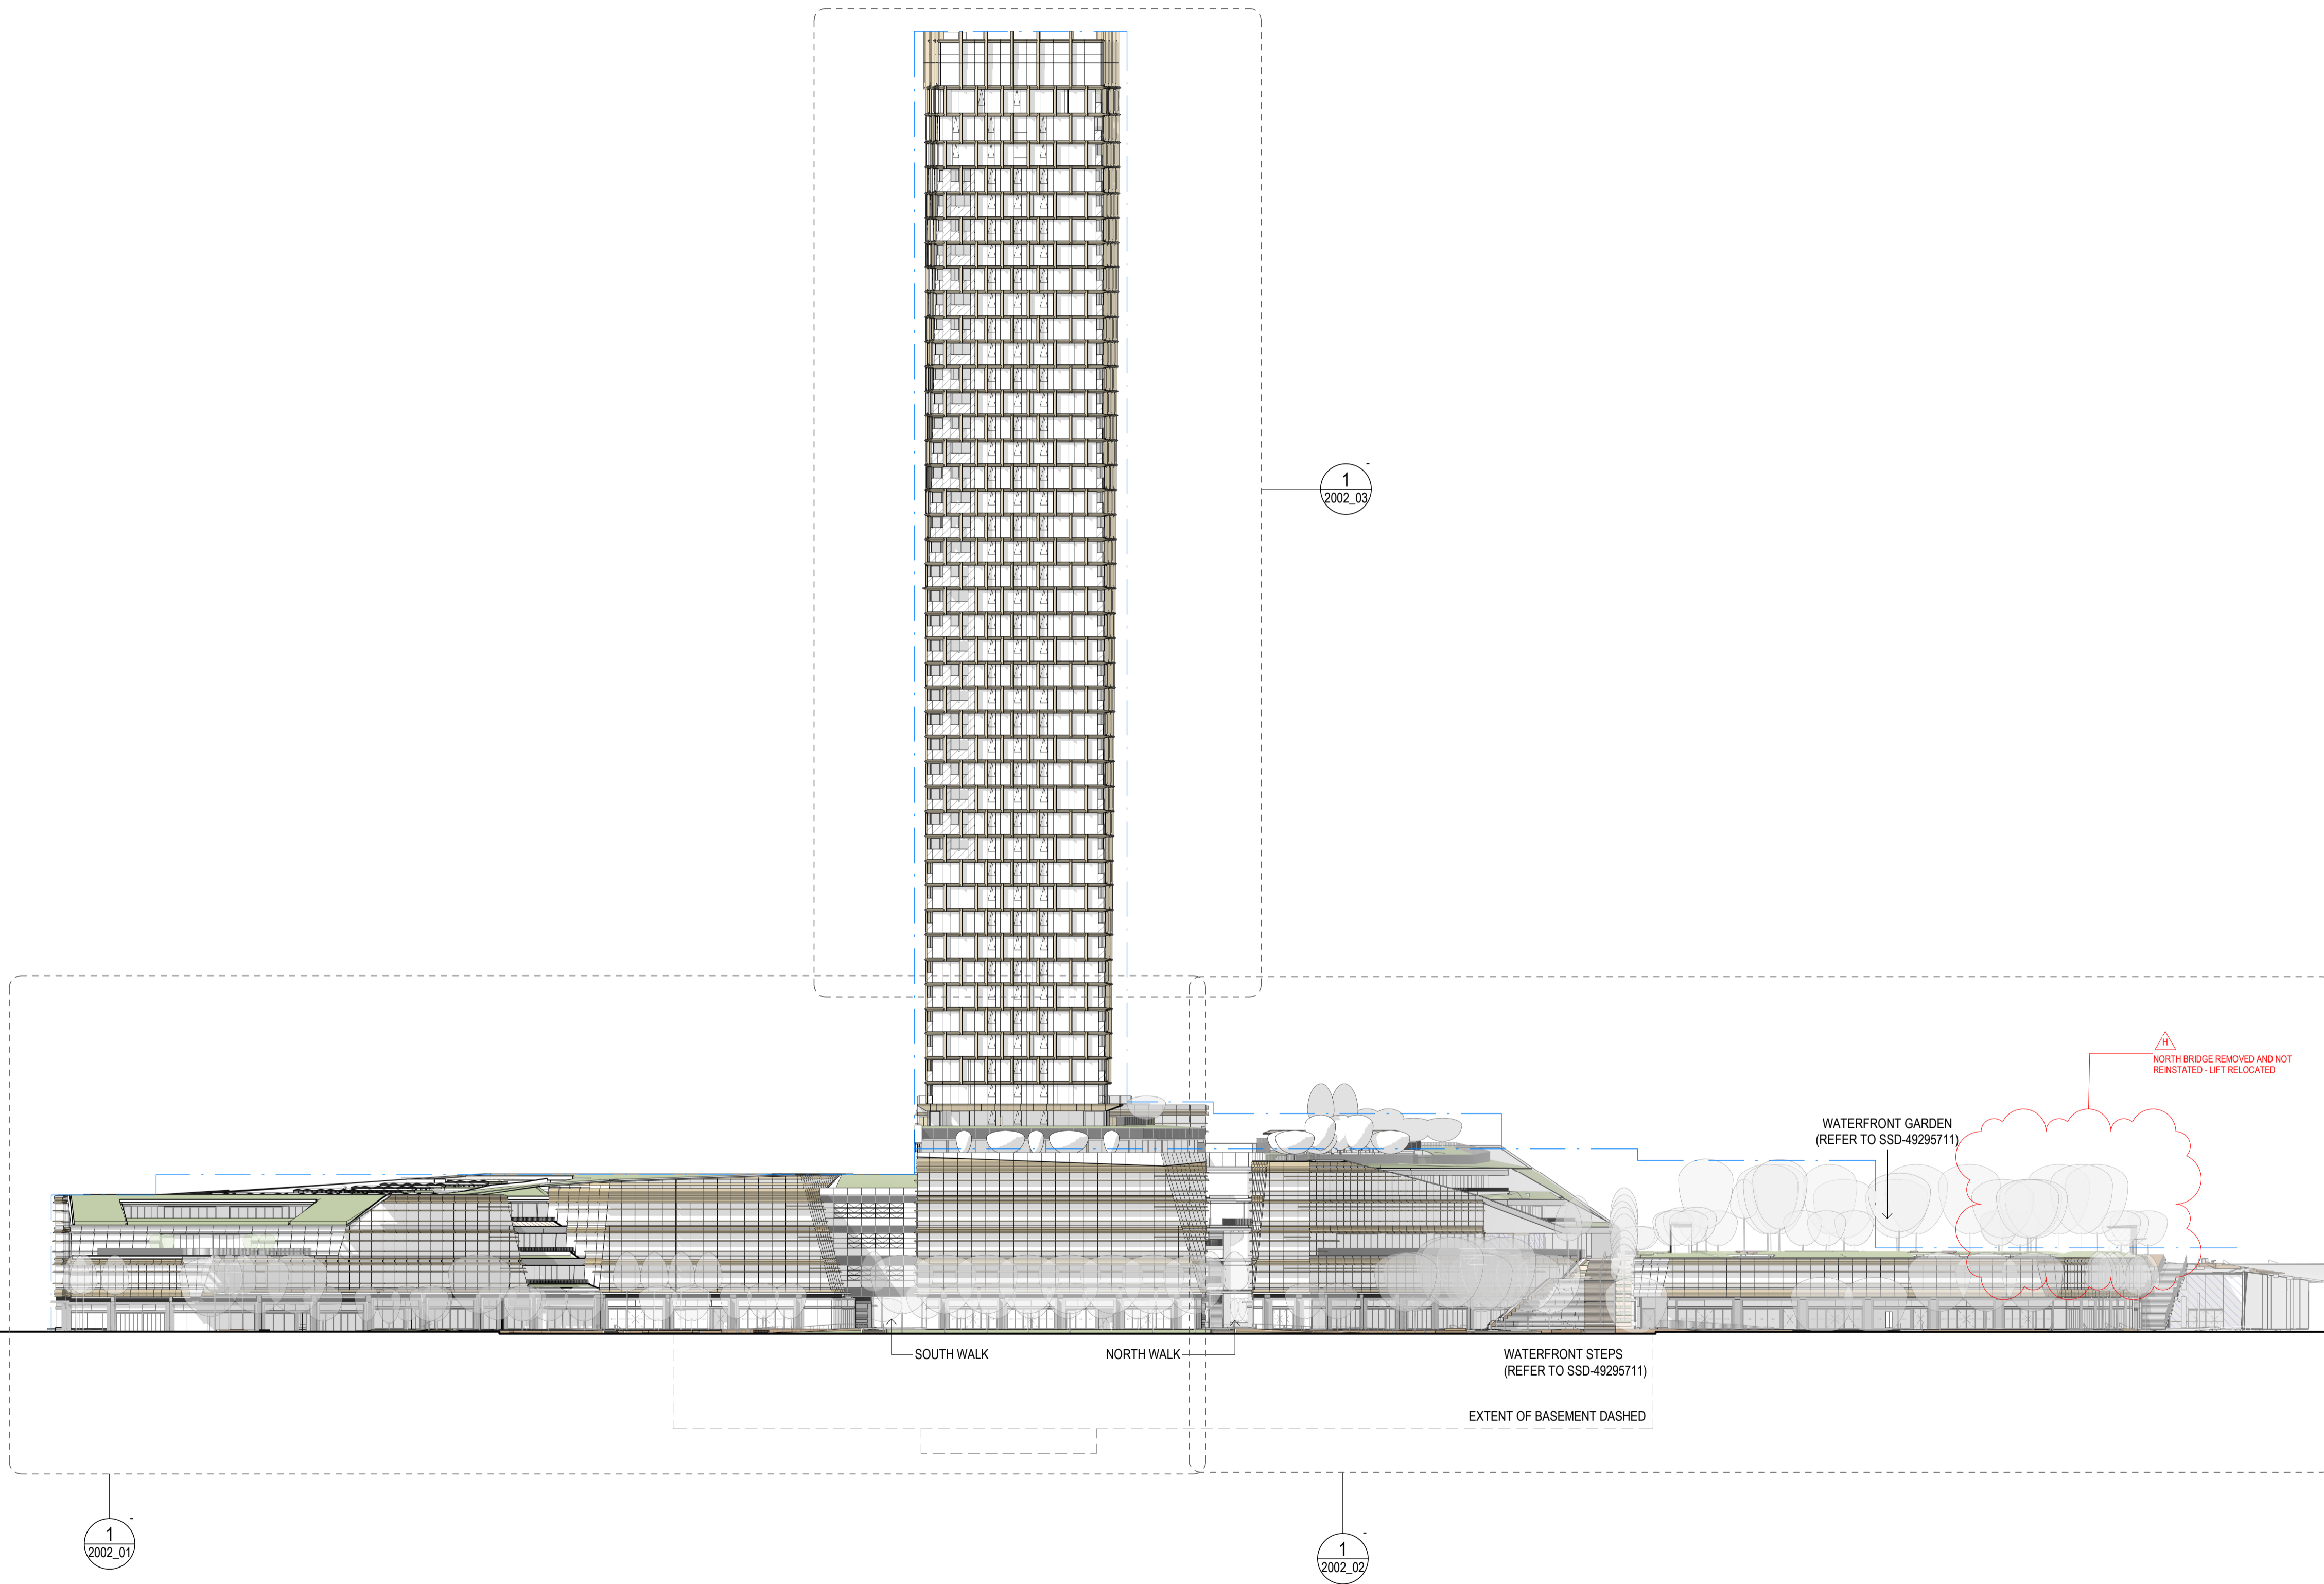 1
2002_03
H
NORTH BRIDGE REMOVED AND NOT
REINSTATED - LIFT RELOCATED
WATERFRONT GARDEN
(REFER TO SSD-49295711)
SOUTH WALK
NORTH WALK
WATERFRONT STEPS
(REFER TO SSD-49295711)
EXTENT OF BASEMENT DASHED
1
2002_01
1
2002_02